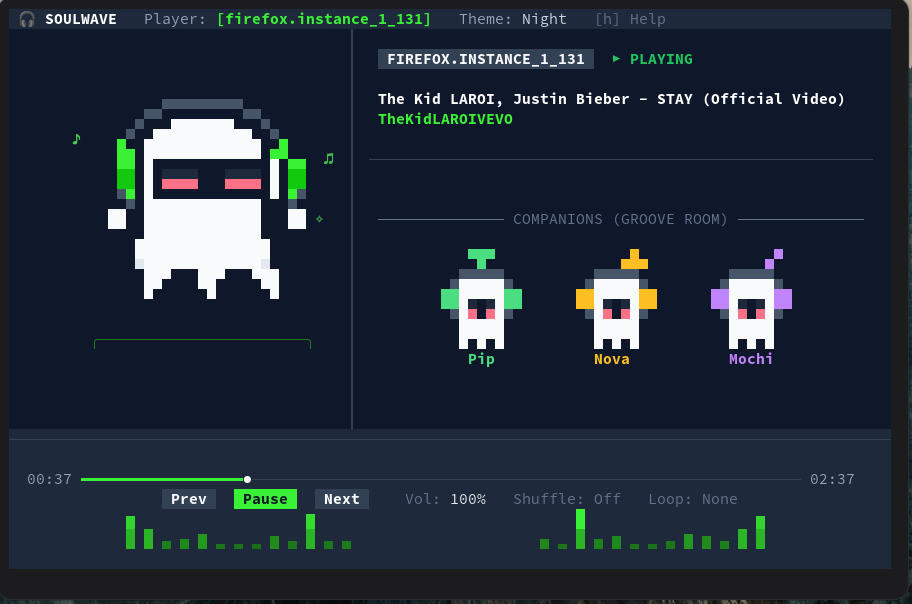 SOULWAVE Player: [firefox.instance_1_131] Theme: Night [h] Help
FIREFOX.INSTANCE_1_131 ▶ PLAYING
The Kid LAROI, Justin Bieber – STAY (Official Video)
TheKidLAROIVEVO
COMPANIONS (GROOVE ROOM)
Pip Nova Mochi
00:37 02:37
Prev Pause Next Vol: 100% Shuffle: Off Loop: None